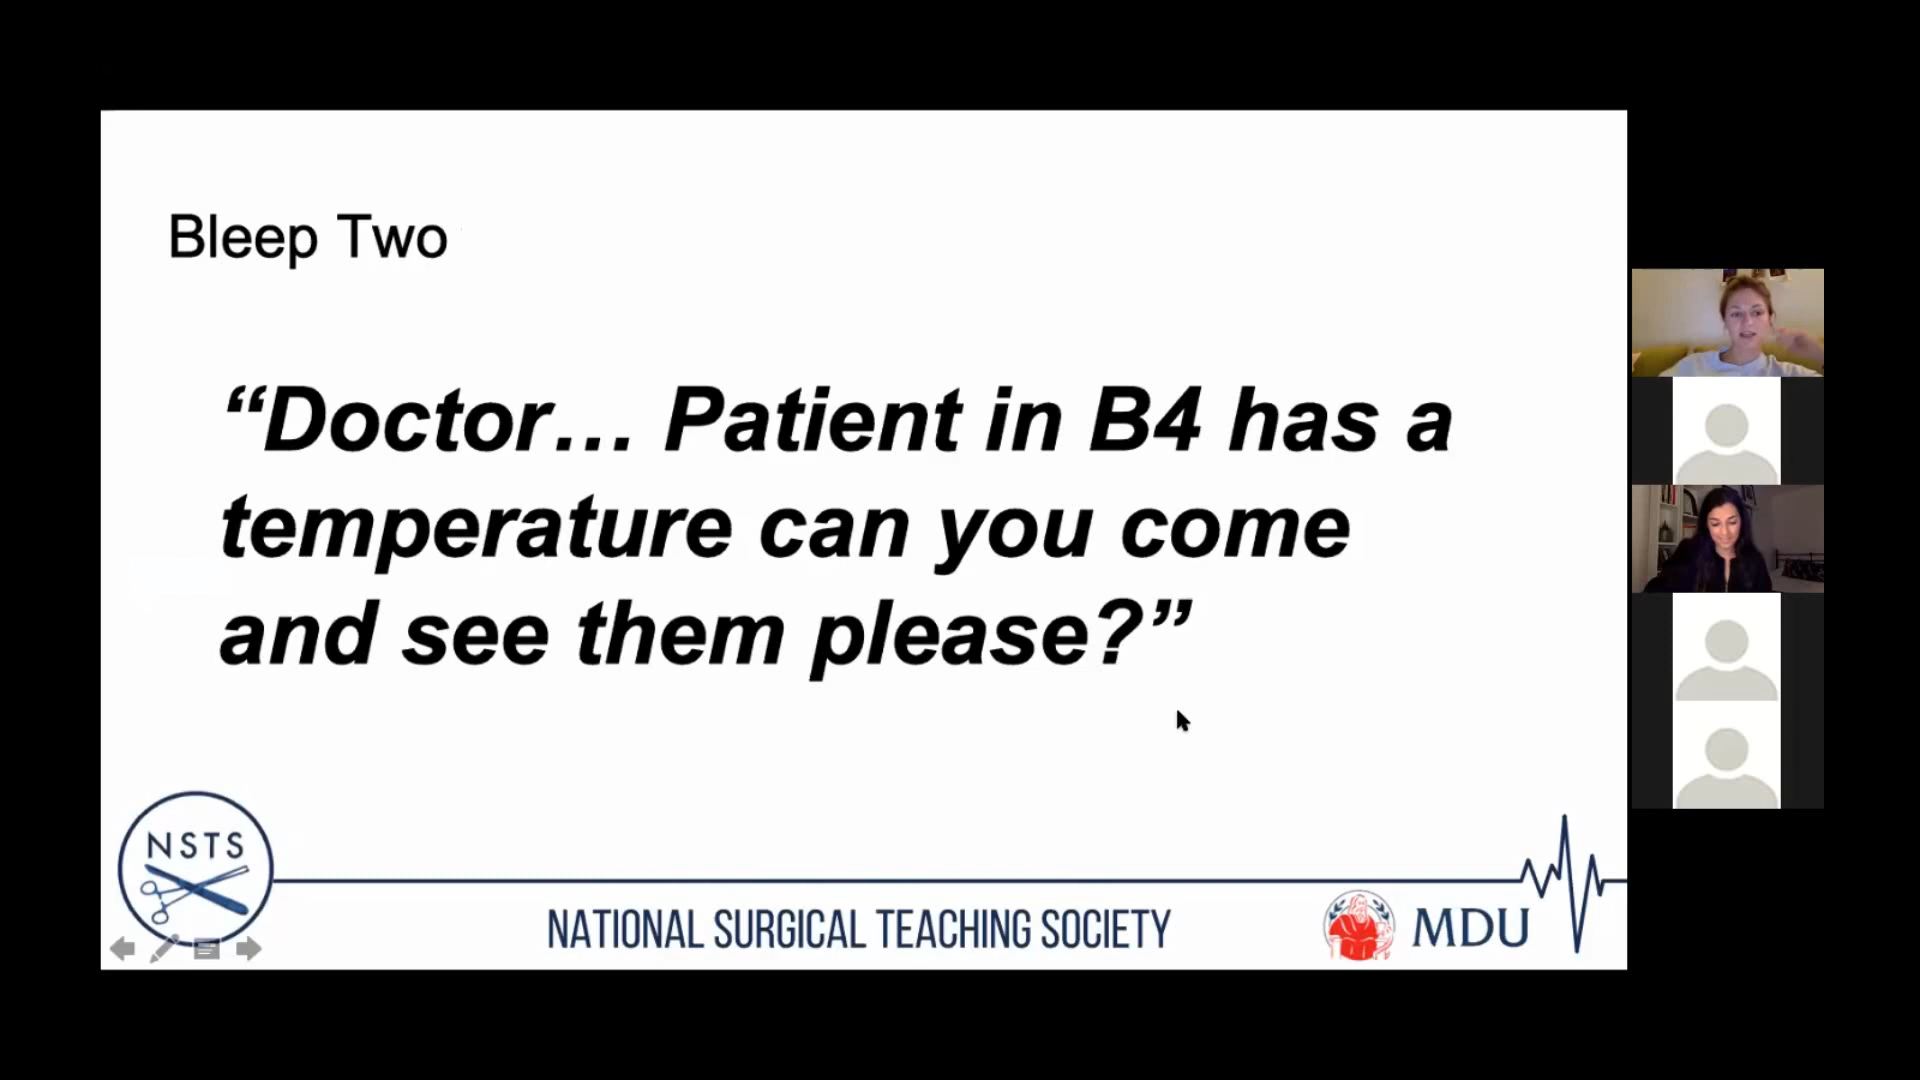 Bleep Two
“Doctor… Patient in B4 has a
temperature can you come
and see them please?”
NSTS
NATIONAL SURGICAL TEACHING SOCIETY
MDU